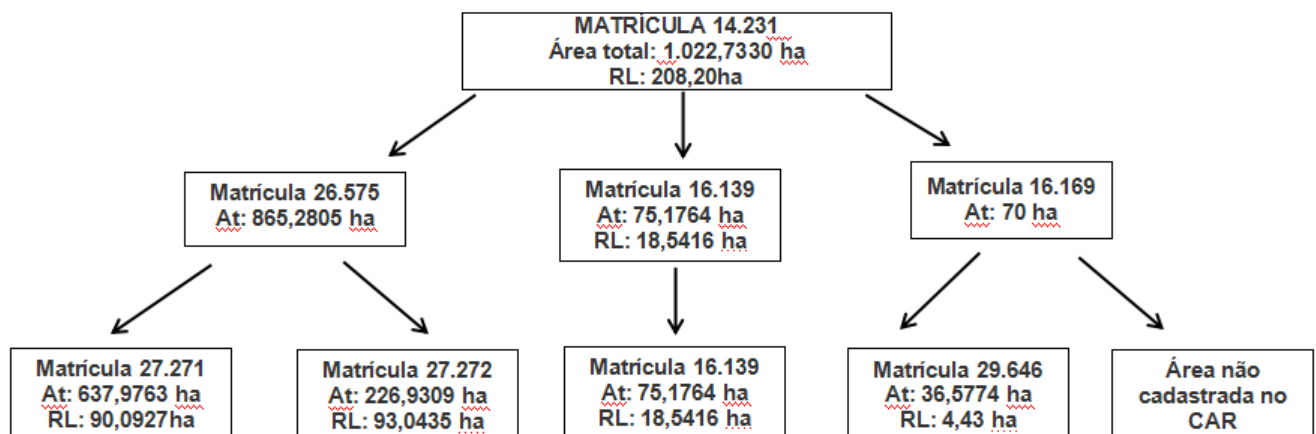 MATRÍCULA 14.231
Área total: 1.022,7330 ha
RL: 208,20ha
Matrícula 26.575
At: 865,2805 ha
Matrícula 16.139
At: 75,1764 ha
RL: 18,5416 ha
Matrícula 16.169
At: 70 ha
Matrícula 27.271
At: 637,9763 ha
RL: 90,0927ha
Matrícula 27.272
At: 226,9309 ha
RL: 93,0435 ha
Matrícula 16.139
At: 75,1764 ha
RL: 18,5416 ha
Matrícula 29.646
At: 36,5774 ha
RL: 4,43 ha
Área não
cadastrada no
CAR